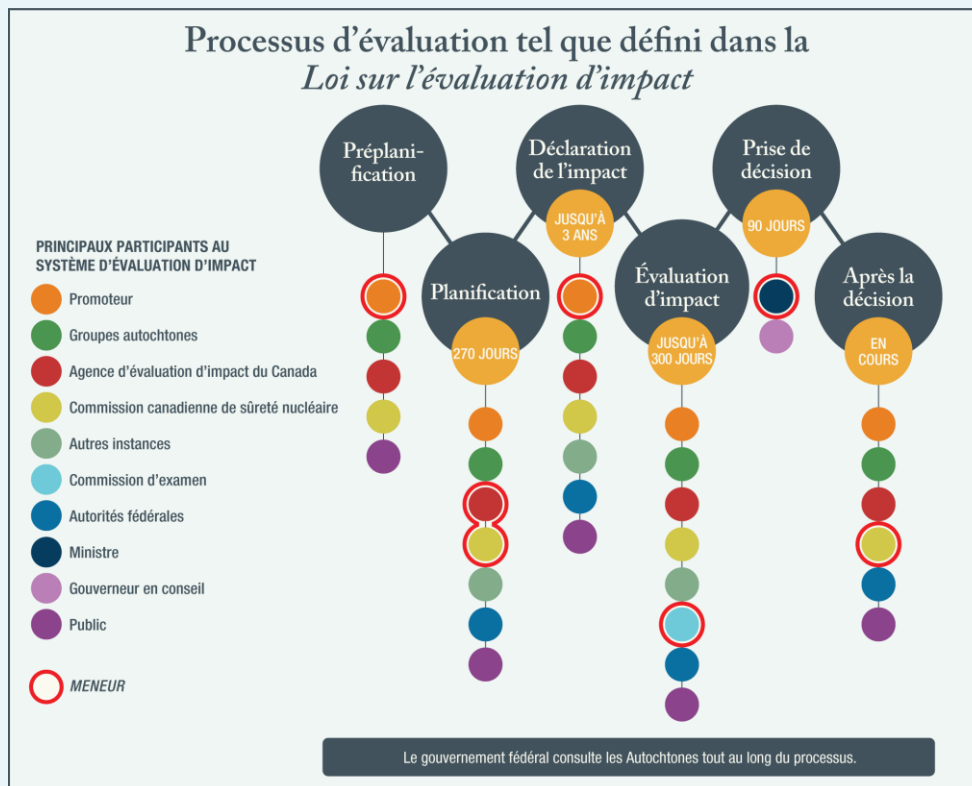 Processus d'évaluation tel que défini dans la
Loi sur l'évaluation d'impact
Préplani-
fication
Planification
270 JOURS
Déclaration
de l'impact
JUSQU'À
3 ANS
Évaluation
d'impact
JUSQU'À
300 JOURS
Prise de
décision
90 JOURS
Après la
décision
EN
COURS
PRINCIPAUX PARTICIPANTS AU
SYSTÈME D'ÉVALUATION D'IMPACT
Promoteur
Groupes autochtones
Agence d'évaluation d'impact du Canada
Commission canadienne de sûreté nucléaire
Autres instances
Commission d'examen
Autorités fédérales
Ministre
Gouverneur en conseil
Public
MENEUR
Le gouvernement fédéral consulte les Autochtones tout au long du processus.